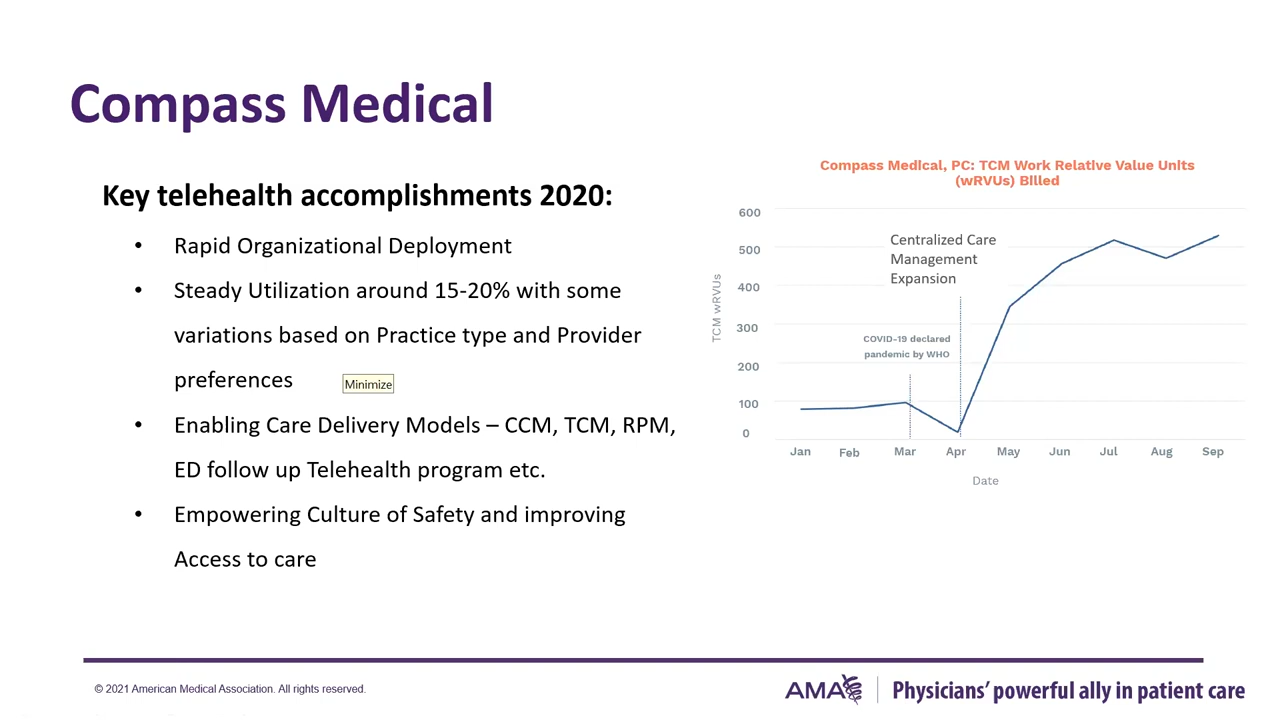 Compass Medical
Key telehealth accomplishments 2020:
• Rapid Organizational Deployment
• Steady Utilization around 15-20% with some
variations based on Practice type and Provider
preferences
Minimize
• Enabling Care Delivery Models – CCM, TCM, RPM,
ED follow up Telehealth program etc.
• Empowering Culture of Safety and improving
Access to care
Compass Medical, PC: TCM Work Relative Value Units
(wRVUs) Billed
TCM wRVUs
600
500
400
300
200
100
0
Centralized Care
Management
Expansion
COVID-19 declared
pandemic by WHO
Jan Feb Mar Apr May Jun Jul Aug Sep
Date
© 2021 American Medical Association. All rights reserved.
AMA Physicians’ powerful ally in patient care